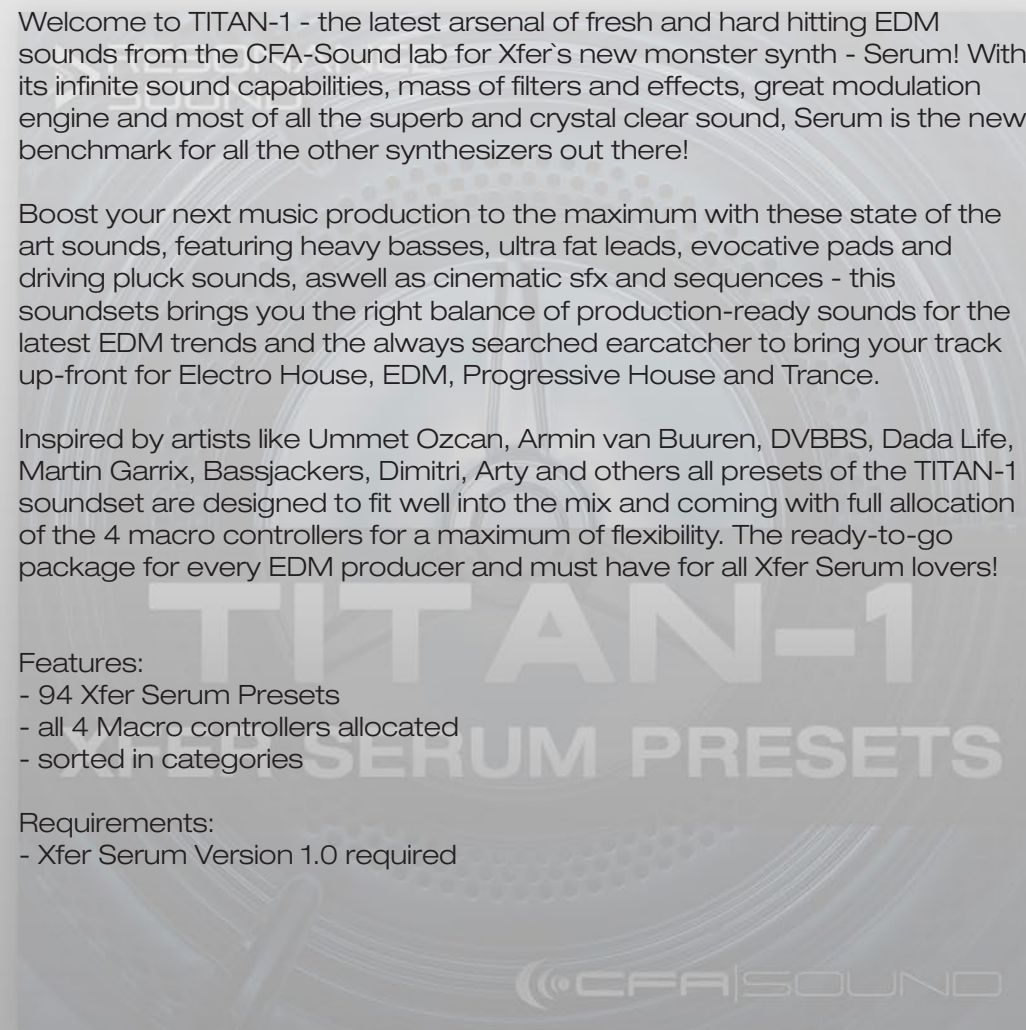 Welcome to TITAN-1 - the latest arsenal of fresh and hard hitting EDM
sounds from the CFA-Sound lab for Xfer`s new monster synth - Serum! With
its infinite sound capabilities, mass of filters and effects, great modulation
engine and most of all the superb and crystal clear sound, Serum is the new
benchmark for all the other synthesizers out there!
Boost your next music production to the maximum with these state of the
art sounds, featuring heavy basses, ultra fat leads, evocative pads and
driving pluck sounds, aswell as cinematic sfx and sequences - this
soundsets brings you the right balance of production-ready sounds for the
latest EDM trends and the always searched earcatcher to bring your track
up-front for Electro House, EDM, Progressive House and Trance.
Inspired by artists like Ummet Ozcan, Armin van Buuren, DVBBS, Dada Life,
Martin Garrix, Bassjackers, Dimitri, Arty and others all presets of the TITAN-1
soundset are designed to fit well into the mix and coming with full allocation
of the 4 macro controllers for a maximum of flexibility. The ready-to-go
package for every EDM producer and must have for all Xfer Serum lovers!
TITAN-1
Features:
- 94 Xfer Serum Presets
- all 4 Macro controllers allocated
XFER SERUM PRESETS
- sorted in categories
Requirements:
- Xfer Serum Version 1.0 required
CFA|SOUND
RESONANCE
SOUND